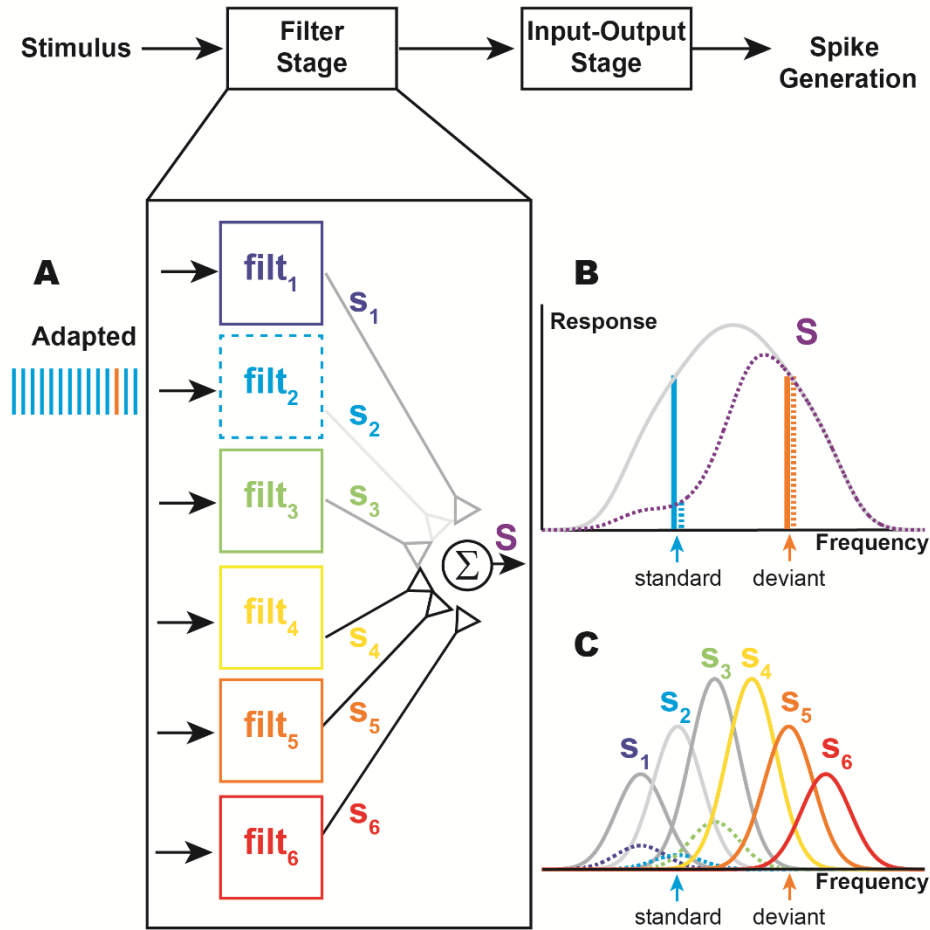 Stimulus
Filter
Stage
Input-Output
Stage
Spike
Generation
A
Adapted
filt1
filt2
filt3
filt4
filt5
filt6
s1
s2
s3
s4
s5
s6
Σ
S
B
Response
S
Frequency
standard
deviant
C
s1
s2
s3
s4
s5
s6
Frequency
standard
deviant